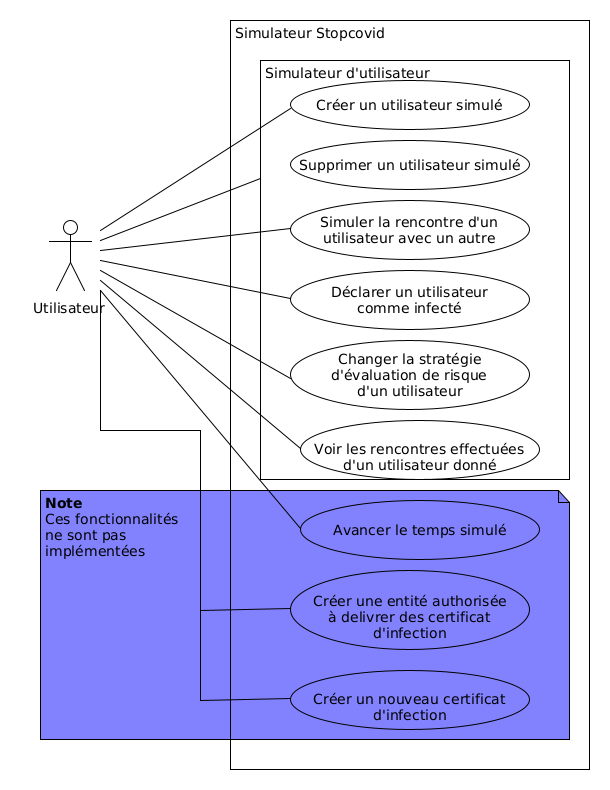 Simulateur Stopcovid
Simulateur d'utilisateur
Créer un utilisateur simulé
Supprimer un utilisateur simulé
Simuler la rencontre d'un
utilisateur avec un autre
Utilisateur
Déclarer un utilisateur
comme infecté
Changer la stratégie
d'évaluation de risque
d'un utilisateur
Voir les rencontres effectuées
d'un utilisateur donné
Note
Ces fonctionnalités
ne sont pas
implémentées
Avancer le temps simulé
Créer une entité authorisée
à delivrer des certificat
d'infection
Créer un nouveau certificat
d'infection